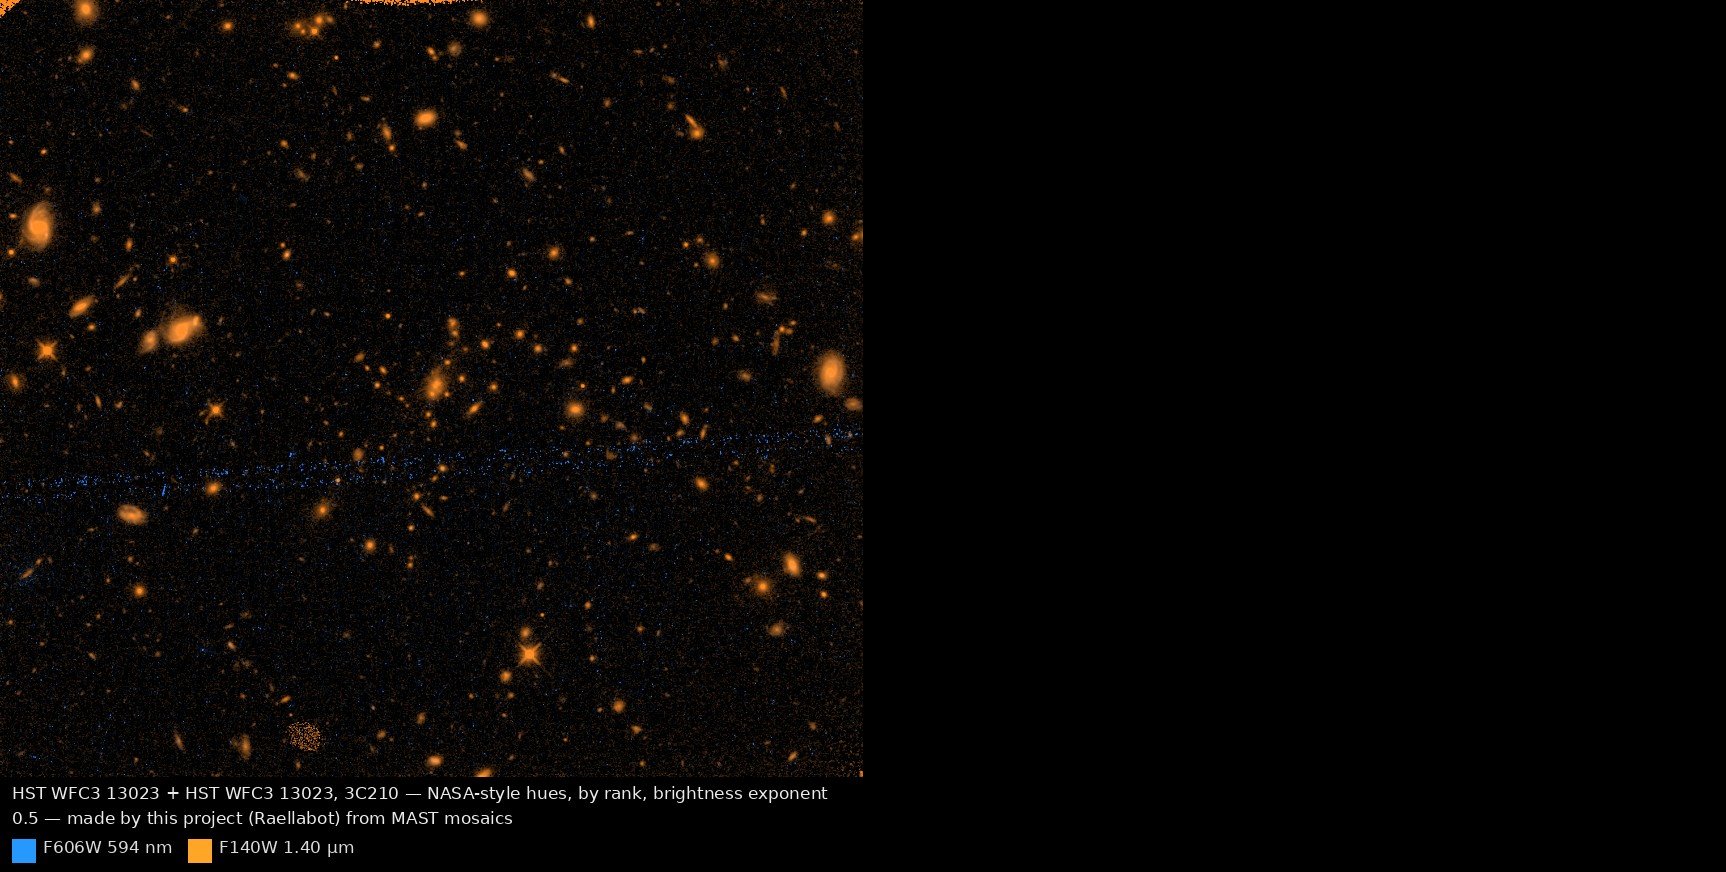 HST WFC3 13023 + HST WFC3 13023, 3C210 — NASA-style hues, by rank, brightness exponent
0.5 — made by this project (Raellabot) from MAST mosaics
F606W 594 nm F140W 1.40 µm